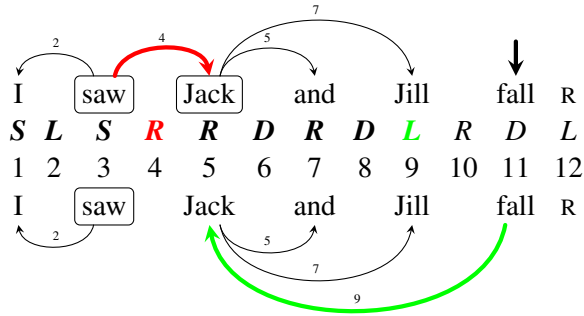 2 4 5 7
I saw Jack and Jill fall R
S L S R R D R D L R D L
1 2 3 4 5 6 7 8 9 10 11 12
I saw Jack and Jill fall R
2 5 7 9